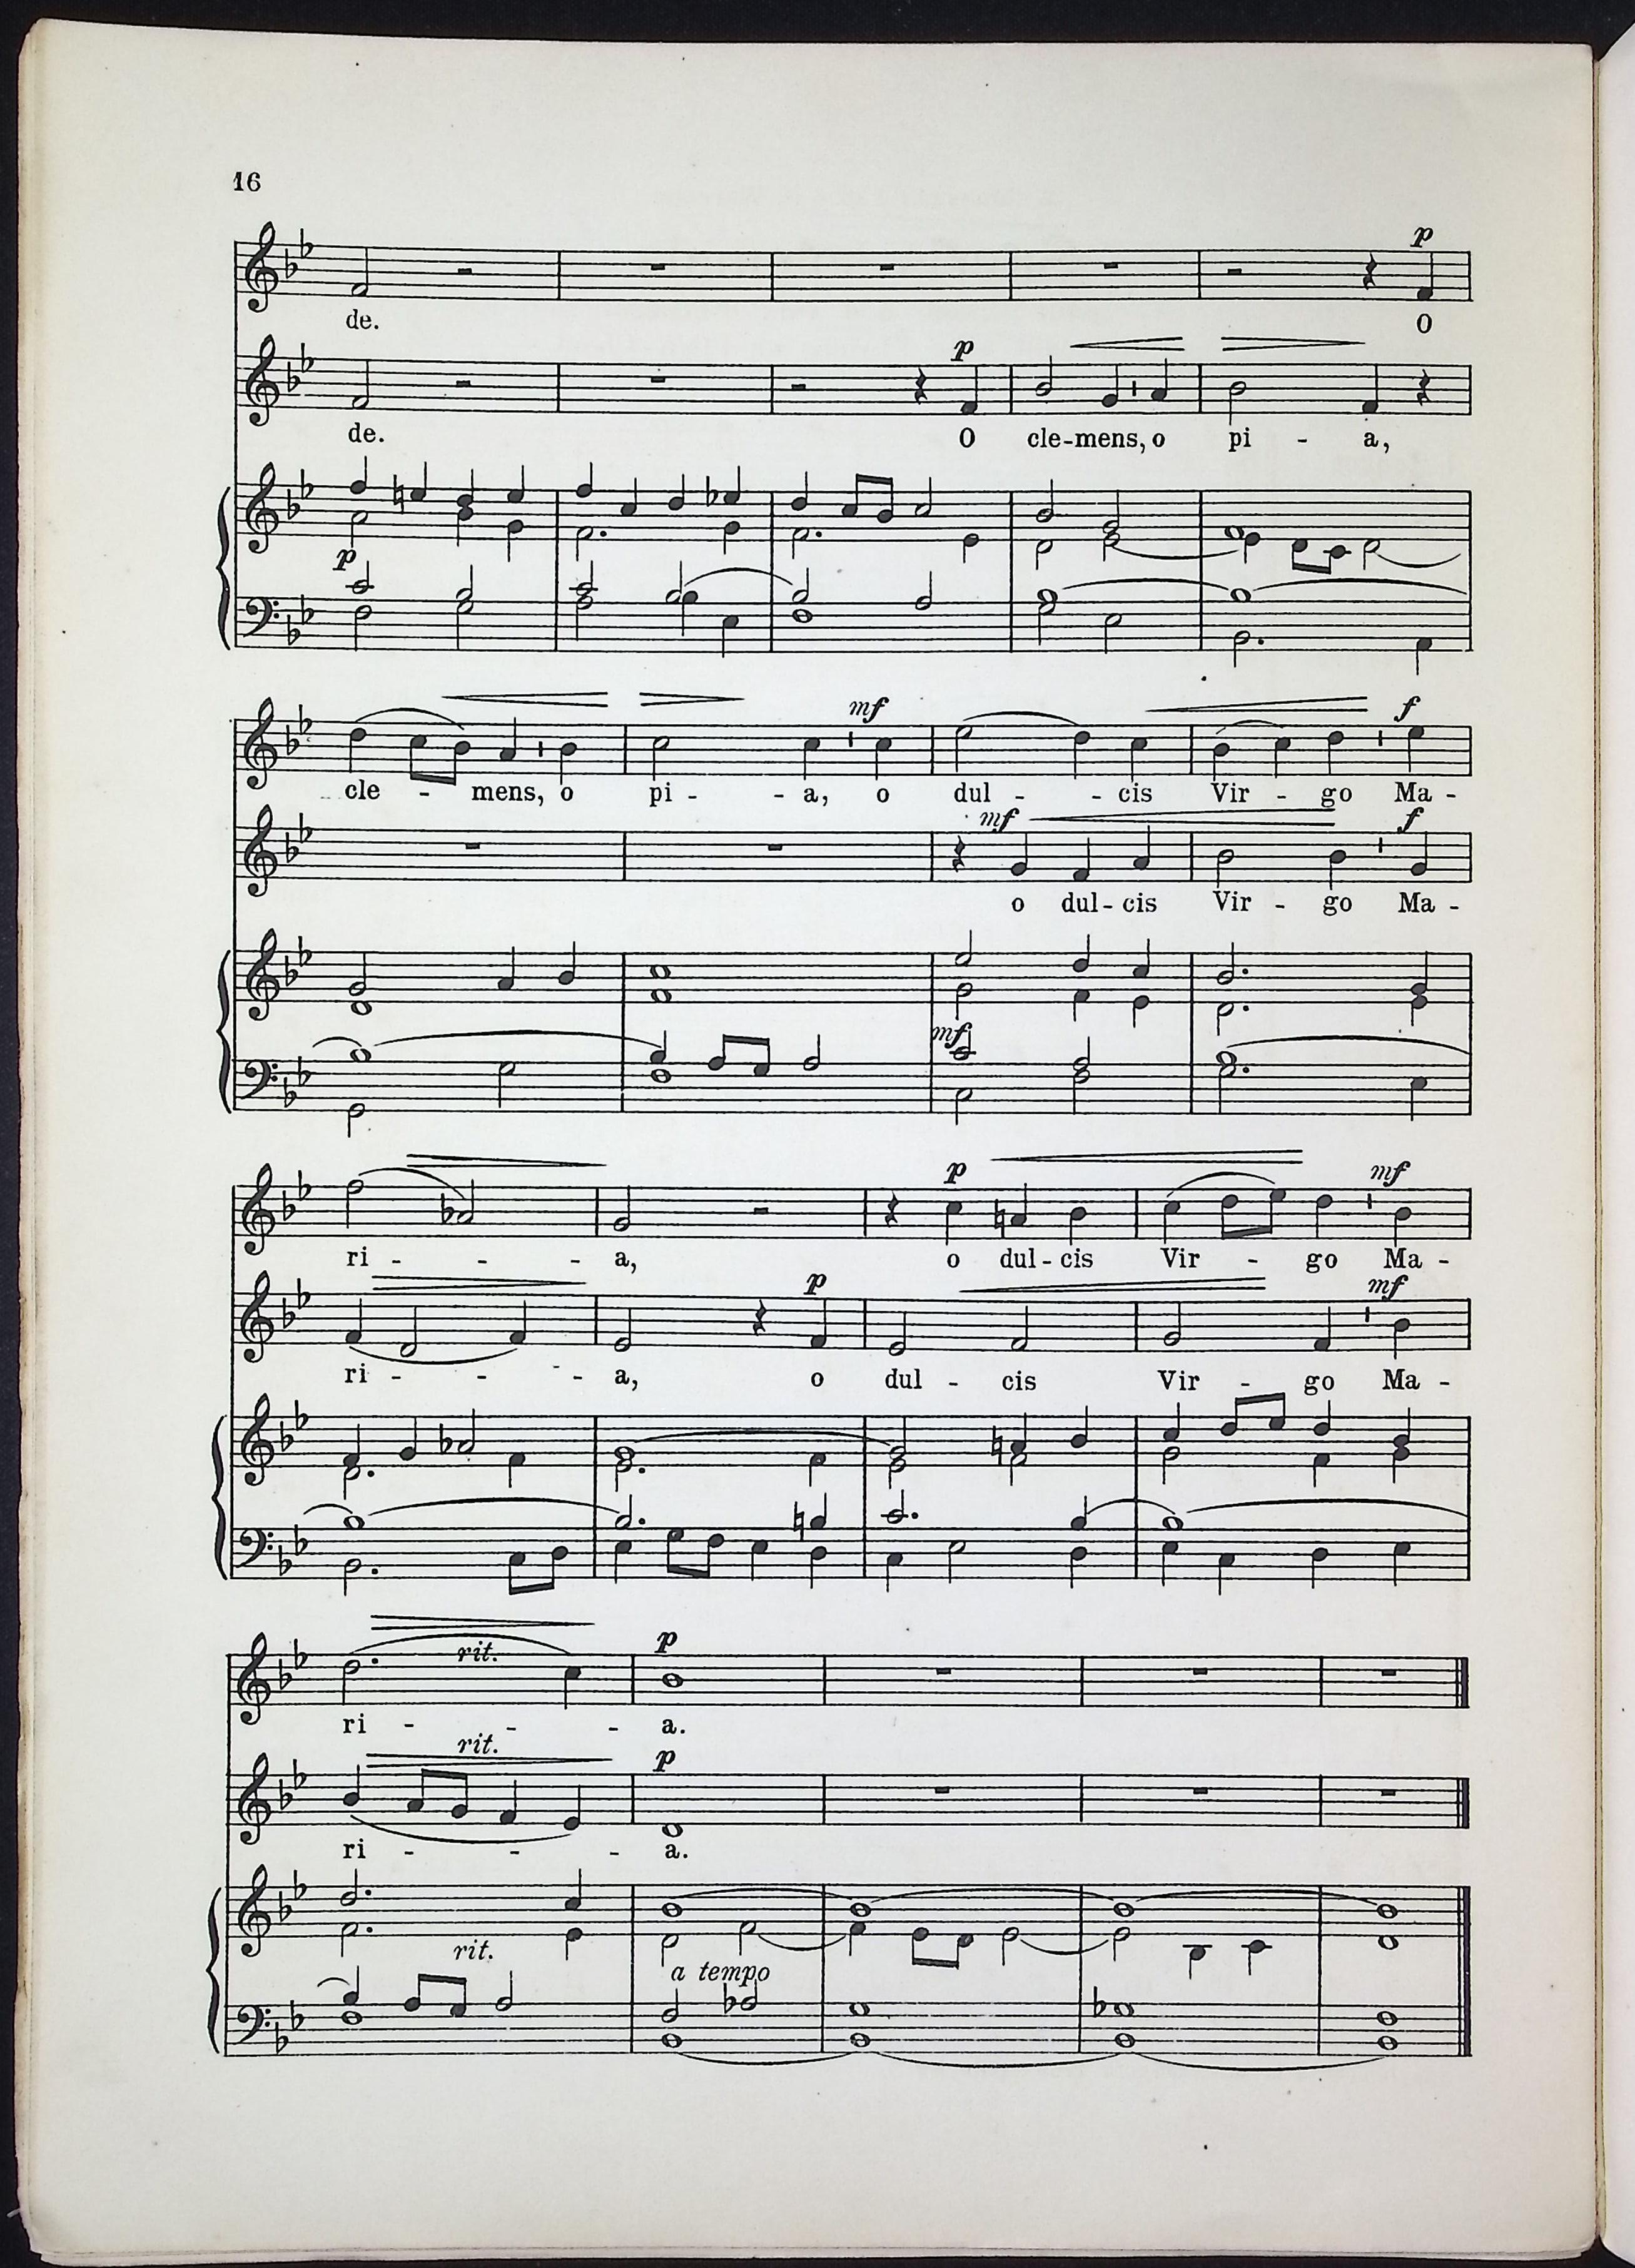 16
p
de. O
p
de. O cle-mens, o pi - a,
p
mf f
cle - mens, o pi - - a, o dul - - cis Vir - go Ma -
mf f
o dul - cis Vir - go Ma -
mf
p mf
ri - - - a, o dul - cis Vir - go Ma -
p mf
ri - - - - a, o dul - cis Vir - go Ma -
rit. p
ri - - - a.
rit. p
ri - - - a.
rit.
a tempo